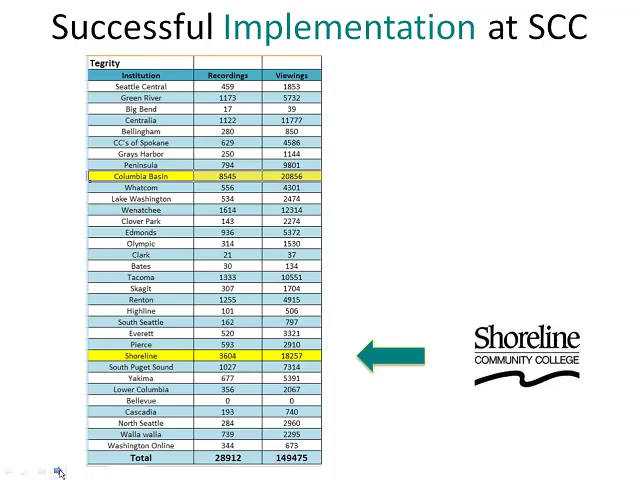 Successful Implementation at SCC
Tegrity
Institution Recordings Viewings
Seattle Central 459 1853
Green River 1173 5732
Big Bend 17 39
Centralia 1122 11777
Bellingham 280 850
CC's of Spokane 629 4586
Grays Harbor 250 1144
Peninsula 794 9801
Columbia Basin 8545 20856
Whatcom 556 4301
Lake Washington 534 2474
Wenatchee 1614 12314
Clover Park 143 2274
Edmonds 936 5372
Olympic 314 1530
Clark 21 37
Bates 30 134
Tacoma 1333 10551
Skagit 307 1704
Renton 1255 4915
Highline 101 506
South Seattle 162 797
Everett 520 3321
Pierce 593 2910
Shoreline 3604 18257
South Puget Sound 1027 7314
Yakima 677 5391
Lower Columbia 356 2067
Bellevue 0 0
Cascadia 193 740
North Seattle 284 2960
Walla walla 739 2295
Washington Online 344 673
Total 28912 149475
Shoreline
COMMUNITY COLLEGE